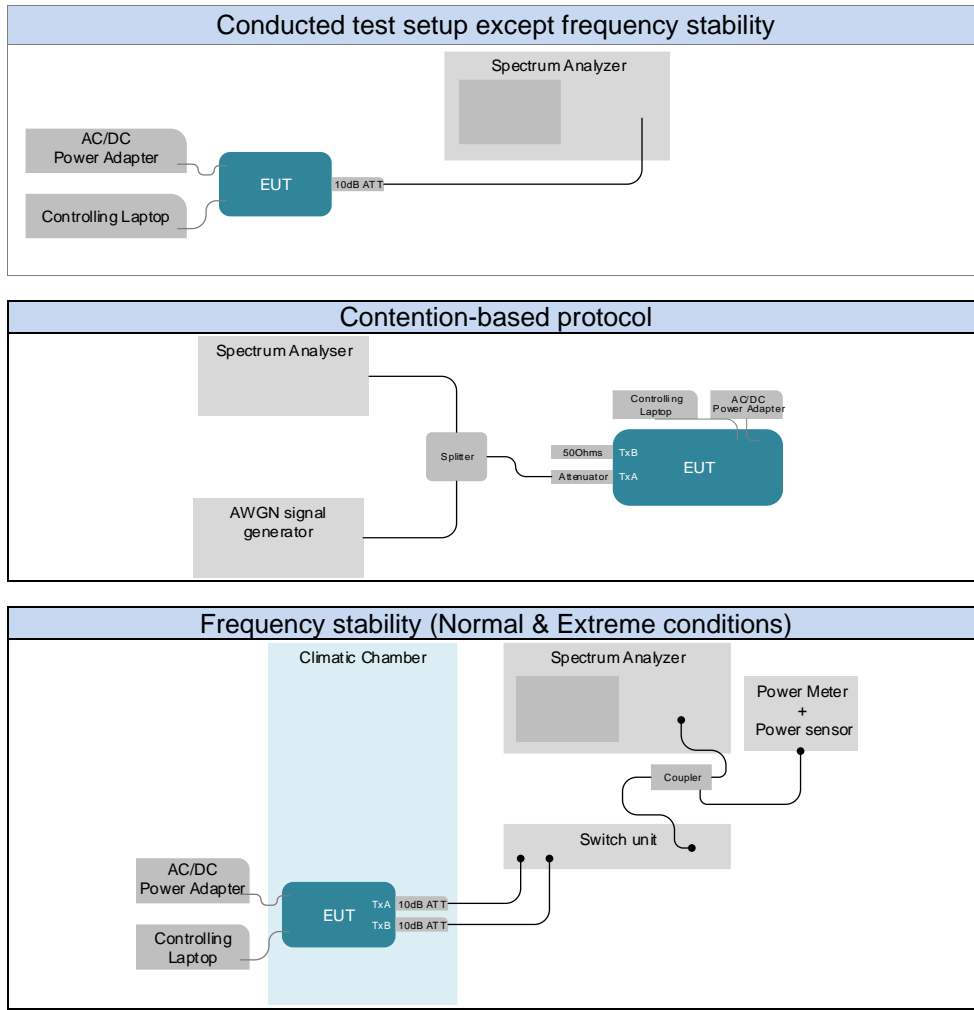 Conducted test setup except frequency stability
Spectrum Analyzer
AC/DC
Power Adapter
EUT
10dB ATT
Controlling Laptop
Contention-based protocol
Spectrum Analyser
Controlling
Laptop
AC/DC
Power Adapter
Splitter
50Ohms
TxB
EUT
Attenuator
TxA
AWGN signal
generator
Frequency stability (Normal & Extreme conditions)
Climatic Chamber
Spectrum Analyzer
Power Meter
+
Power sensor
Coupler
Switch unit
AC/DC
Power Adapter
EUT
TxA
10dB ATT
TxB
10dB ATT
Controlling
Laptop